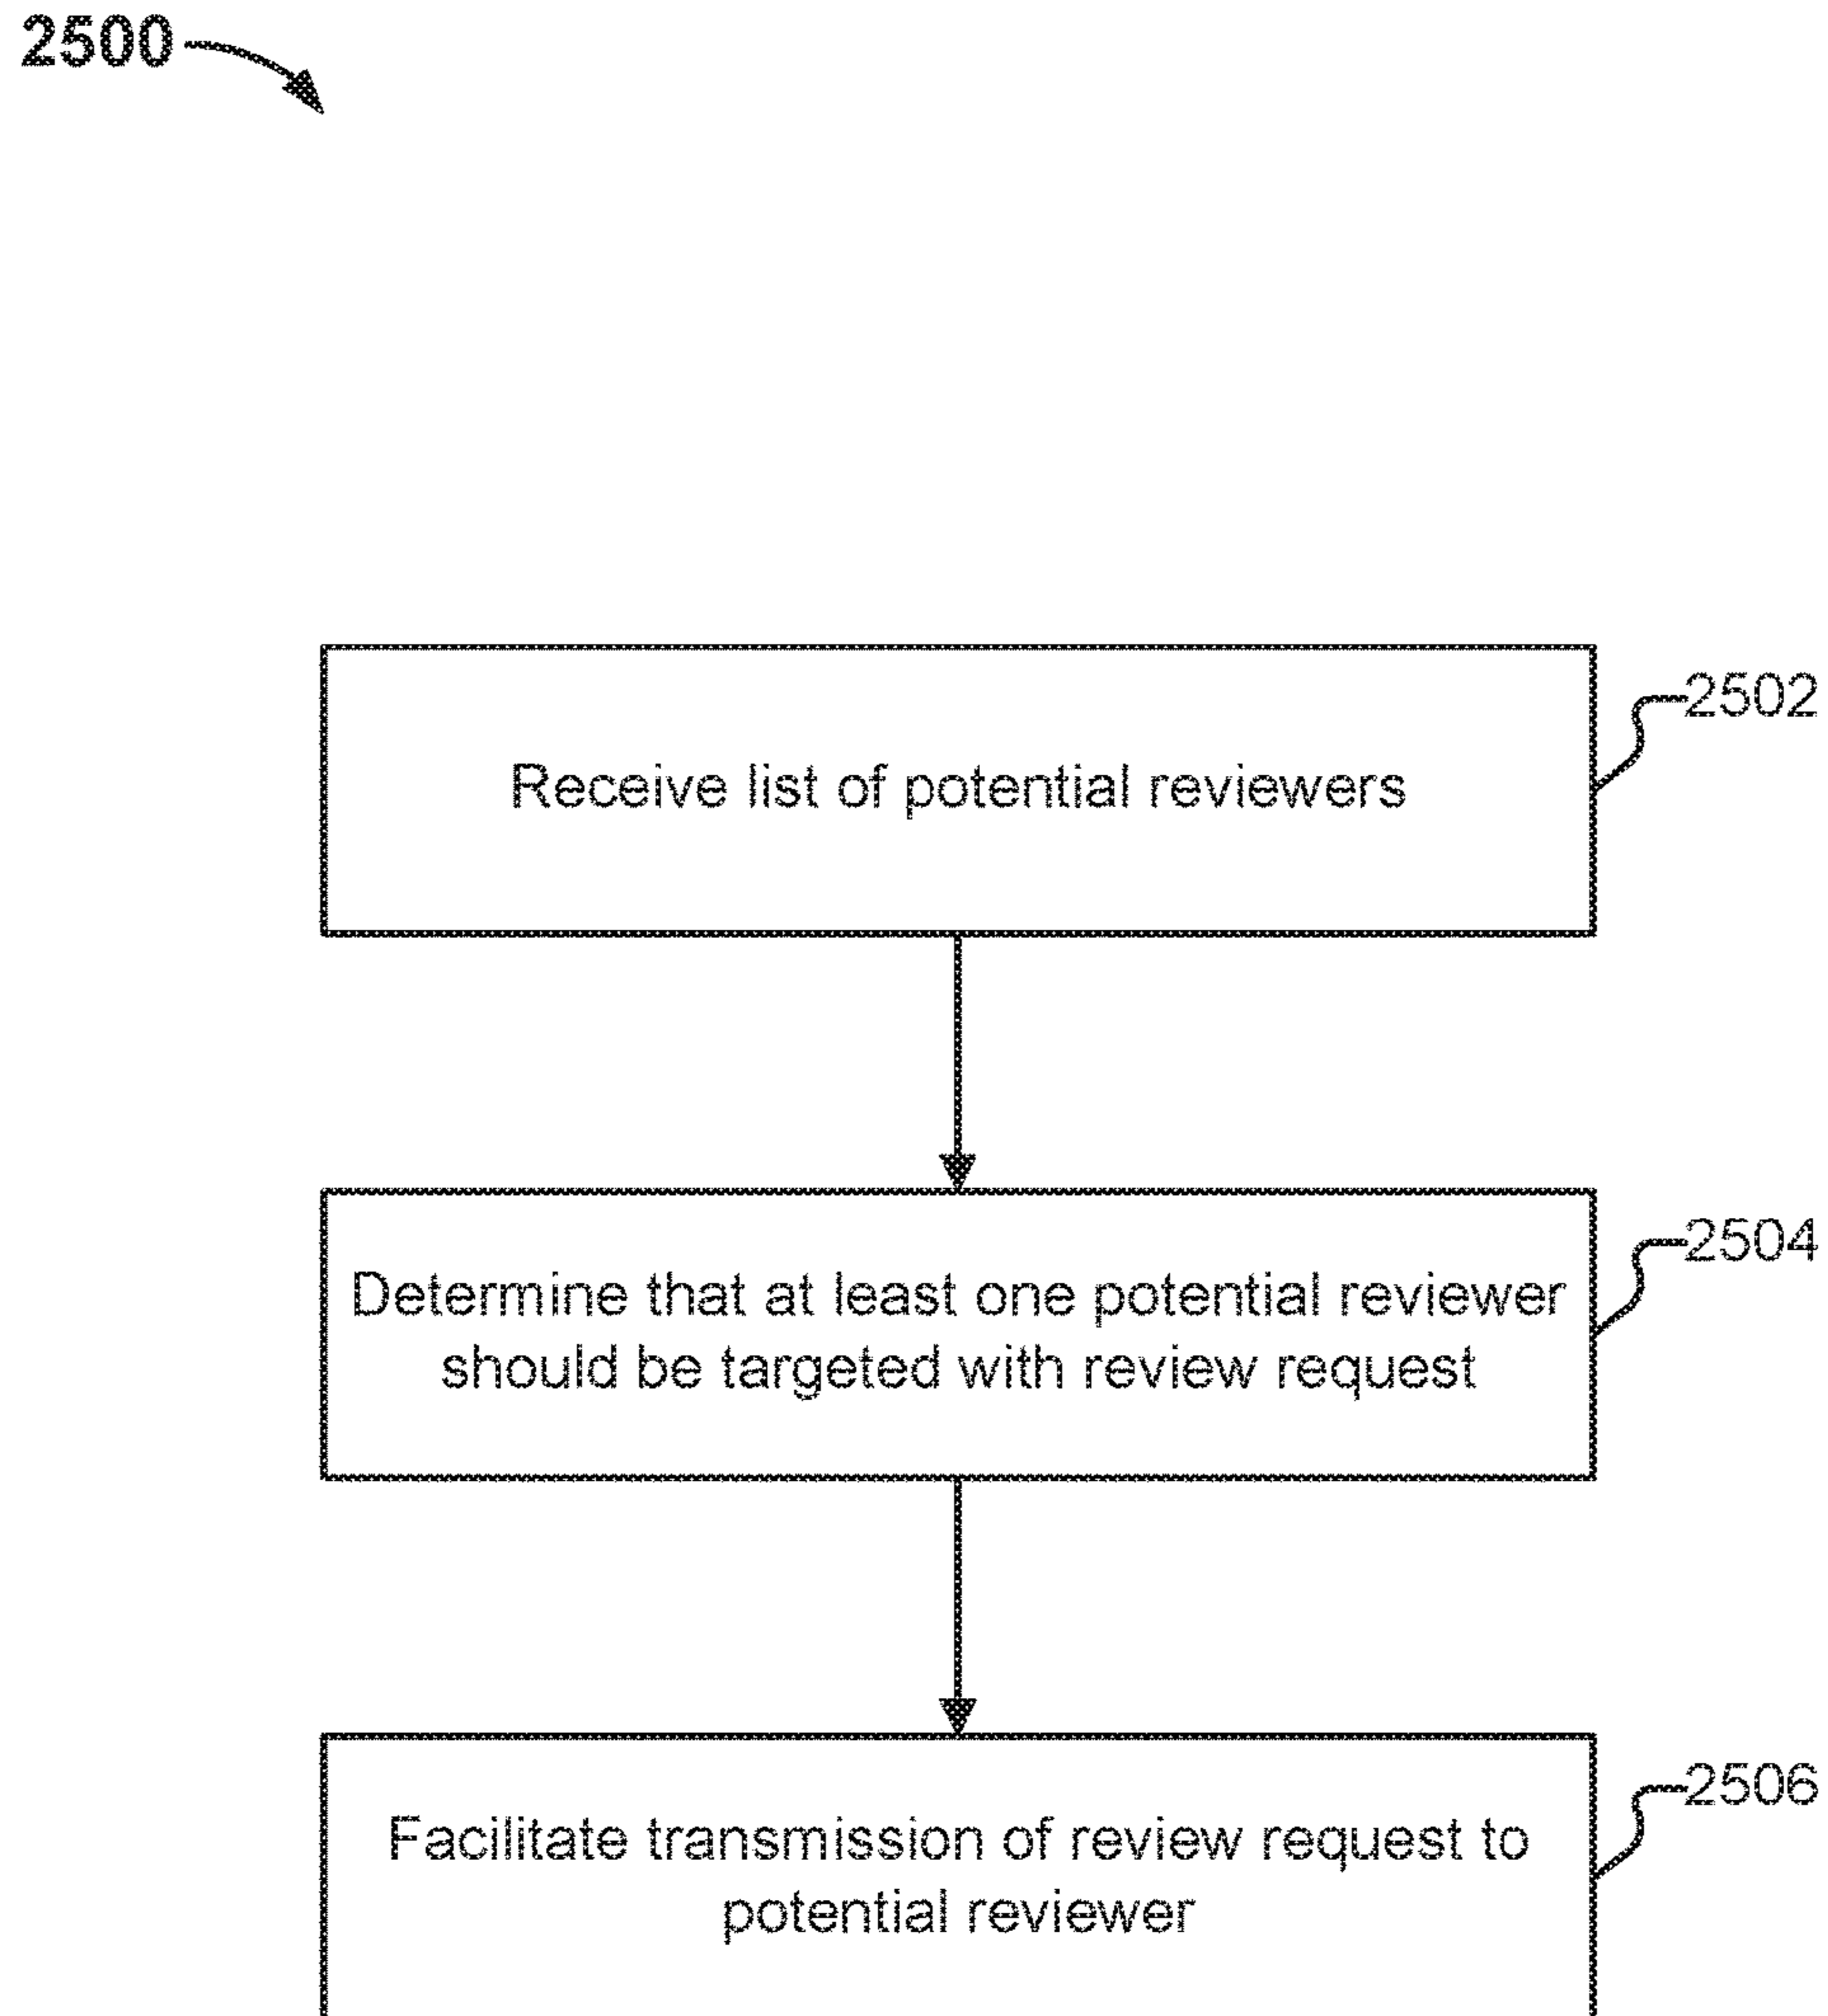 2500
Receive list of potential reviewers
2502
Determine that at least one potential reviewer
should be targeted with review request
2504
Facilitate transmission of review request to
potential reviewer
2506